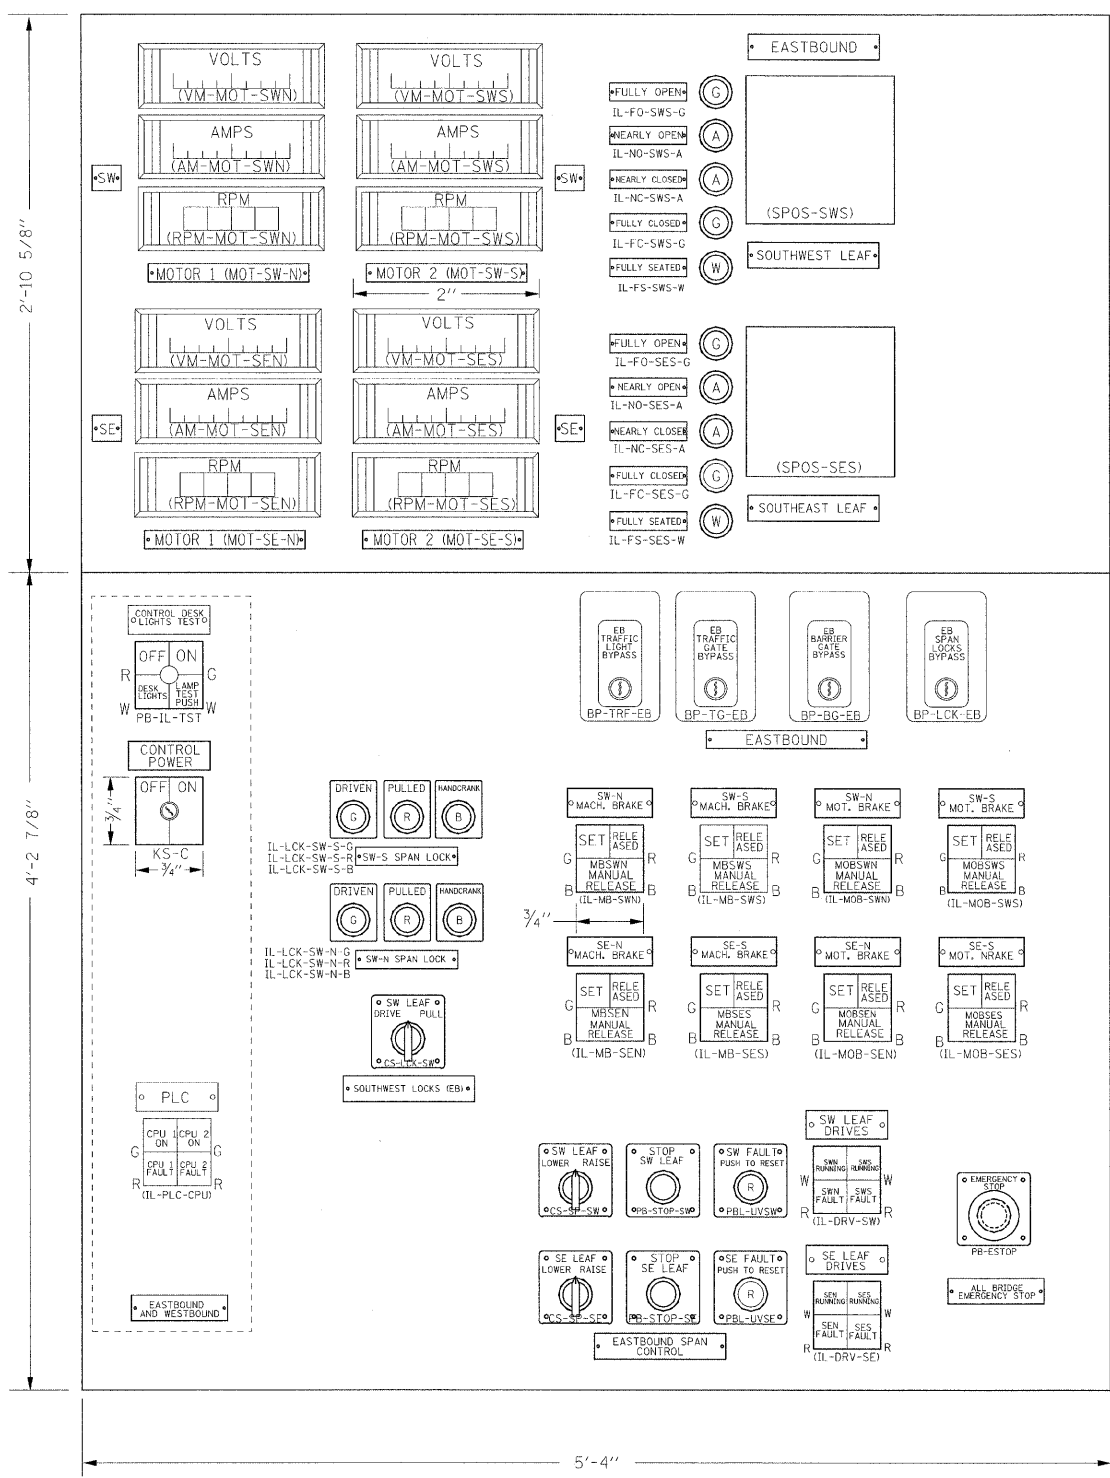 EASTBOUND
VOLTS
(VM-MOT-SWN)
VOLTS
(VM-MOT-SWS)
FULLY OPEN
G
IL-FO-SWS-G
AMPS
(AM-MOT-SWN)
AMPS
(AM-MOT-SWS)
NEARLY OPEN
A
IL-NO-SWS-A
SW
SW
NEARLY CLOSED
A
IL-NC-SWS-A
RPM
(RPM-MOT-SWN)
RPM
(RPM-MOT-SWS)
FULLY CLOSED
G
IL-FC-SWS-G
(SPOS-SWS)
FULLY SEATED
W
IL-FS-SWS-W
SOUTHWEST LEAF
MOTOR 1 (MOT-SW-N)
MOTOR 2 (MOT-SW-S)
2"
2'-10 5/8"
VOLTS
(VM-MOT-SEN)
VOLTS
(VM-MOT-SES)
FULLY OPEN
G
IL-FO-SES-G
AMPS
(AM-MOT-SEN)
AMPS
(AM-MOT-SES)
NEARLY OPEN
A
IL-NO-SES-A
SE
SE
NEARLY CLOSED
A
IL-NC-SES-A
RPM
(RPM-MOT-SEN)
RPM
(RPM-MOT-SES)
FULLY CLOSED
G
IL-FC-SES-G
(SPOS-SES)
FULLY SEATED
W
IL-FS-SES-W
SOUTHEAST LEAF
MOTOR 1 (MOT-SE-N)
MOTOR 2 (MOT-SE-S)
CONTROL DESK
LIGHTS TEST
OFF ON
R G
DESK
LIGHTS
LAMP
TEST
PUSH
W W
PB-IL-TST
CONTROL
POWER
OFF ON
3/4"
KS-C
3/4"
4'-2 7/8"
EB
TRAFFIC
LIGHT
BYPASS
BP-TRF-EB
EB
TRAFFIC
GATE
BYPASS
BP-TG-EB
EB
BARRIER
GATE
BYPASS
BP-BG-EB
EB
SPAN
LOCKS
BYPASS
BP-LCK-EB
EASTBOUND
DRIVEN
G
PULLED
R
HANDCRANK
B
IL-LCK-SW-S-G
IL-LCK-SW-S-R
IL-LCK-SW-S-B
SW-S SPAN LOCK
DRIVEN
G
PULLED
R
HANDCRANK
B
IL-LCK-SW-N-G
IL-LCK-SW-N-R
IL-LCK-SW-N-B
SW-N SPAN LOCK
SW LEAF
DRIVE PULL
CS-LCK-SW
SOUTHWEST LOCKS (EB)
SW-N
MACH. BRAKE
SET RELE
ASED
G R
MBSWN
MANUAL
RELEASE
B B
(IL-MB-SWN)
3/4"
SW-S
MACH. BRAKE
SET RELE
ASED
G R
MBSWS
MANUAL
RELEASE
B B
(IL-MB-SWS)
SW-N
MOT. BRAKE
SET RELE
ASED
G R
MOBSWN
MANUAL
RELEASE
B B
(IL-MOB-SWN)
SW-S
MOT. BRAKE
SET RELE
ASED
G R
MOBSWS
MANUAL
RELEASE
B B
(IL-MOB-SWS)
SE-N
MACH. BRAKE
SET RELE
ASED
G R
MBSEN
MANUAL
RELEASE
B B
(IL-MB-SEN)
SE-S
MACH. BRAKE
SET RELE
ASED
G R
MBSES
MANUAL
RELEASE
B B
(IL-MB-SES)
SE-N
MOT. BRAKE
SET RELE
ASED
G R
MOBSEN
MANUAL
RELEASE
B B
(IL-MOB-SEN)
SE-S
MOT. NRAKE
SET RELE
ASED
G R
MOBSES
MANUAL
RELEASE
B B
(IL-MOB-SES)
PLC
CPU 1
ON
CPU 2
ON
G G
CPU 1
FAULT
CPU 2
FAULT
R R
(IL-PLC-CPU)
EASTBOUND
AND WESTBOUND
SW LEAF
LOWER RAISE
CS-SP-SW
STOP
SW LEAF
PB-STOP-SW
SW FAULT
PUSH TO RESET
R
PBL-UVSW
SW LEAF
DRIVES
SWN
RUNNING
SWS
RUNNING
W W
SWN
FAULT
SWS
FAULT
R R
(IL-DRV-SW)
EMERGENCY
STOP
PB-ESTOP
SE LEAF
LOWER RAISE
CS-SP-SE
STOP
SE LEAF
PB-STOP-SE
SE FAULT
PUSH TO RESET
R
PBL-UVSE
SE LEAF
DRIVES
SEN
RUNNING
SES
RUNNING
W W
SEN
FAULT
SES
FAULT
R R
(IL-DRV-SE)
ALL BRIDGE
EMERGENCY STOP
EASTBOUND SPAN
CONTROL
5'-4"